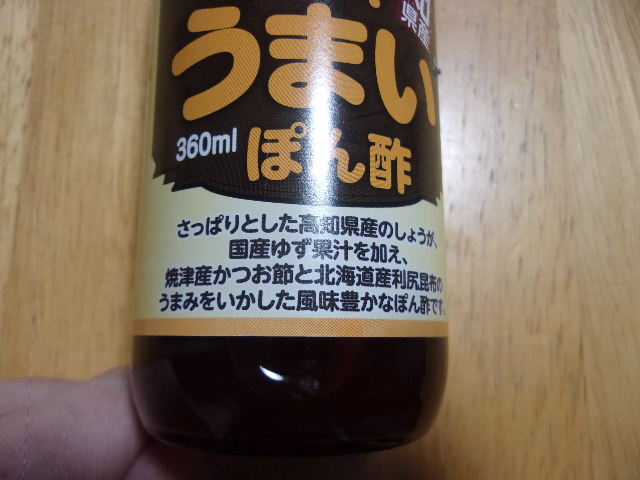 県産
うまい
360ml
ぽん酢
さっぱりとした高知県産のしょうが、
国産ゆず果汁を加え、
焼津産かつお節と北海道産利尻昆布の
うまみをいかした風味豊かなぽん酢です。